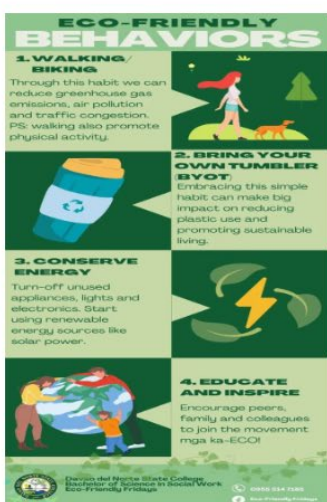 ECO-FRIENDLY
BEHAVIORS
1. WALKING/
BIKING
Through this habit we can
reduce greenhouse gas
emissions, air pollution
and traffic congestion.
PS: walking also promote
physical activity.
2. BRING YOUR
OWN TUMBLER
(BYOT)
Embracing this simple
habit can make big
impact on reducing
plastic use and
promoting sustainable
living.
3. CONSERVE
ENERGY
Turn-off unused
appliances, lights and
electronics. Start
using renewable
energy sources like
solar power.
4. EDUCATE
AND INSPIRE
Encourage peers,
family and colleagues
to join the movement
mga ka-ECO!
Davao del Norte State College
Bachelor of Science in Social Work
Eco-Friendly Fridays
Eco-Friendly Fridays